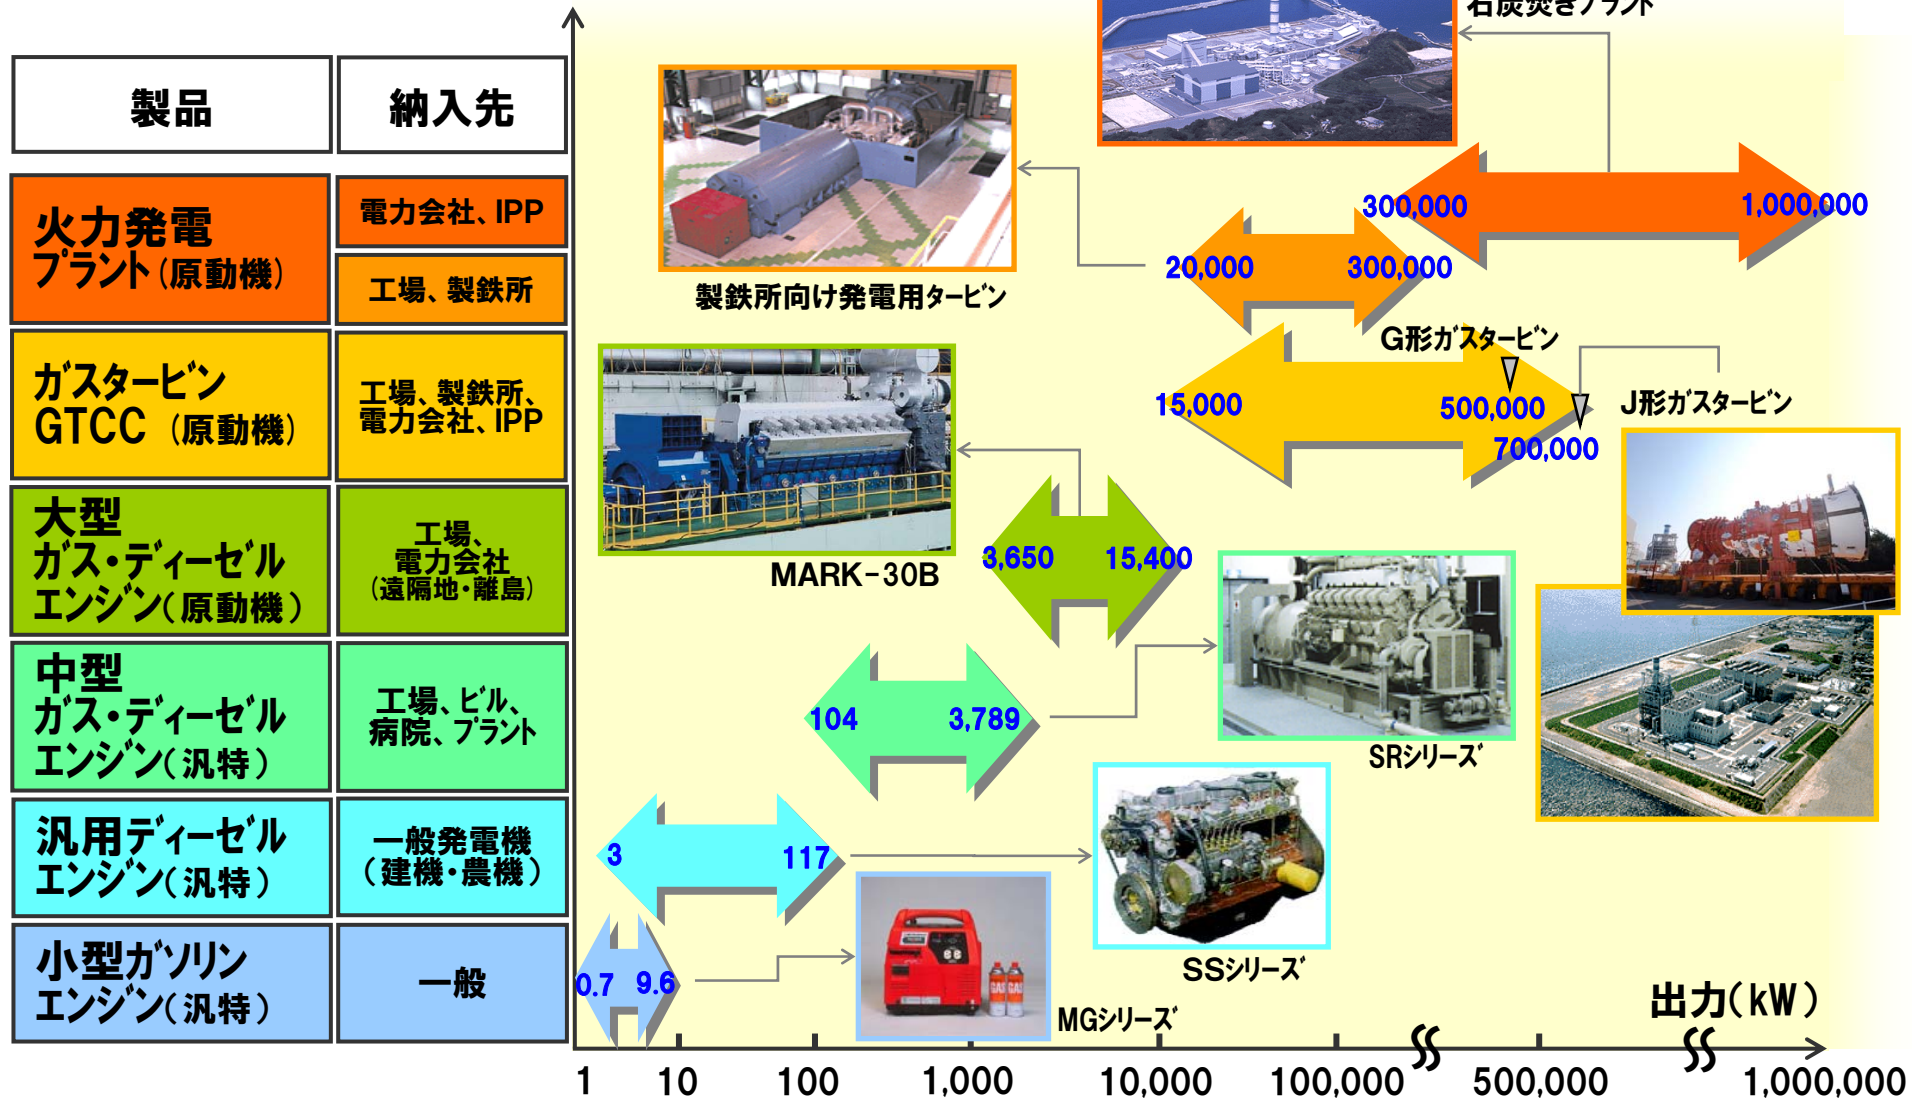 石炭焚きプラント
製品
納入先
火力発電
プラント(原動機)
電力会社、IPP
工場、製鉄所
ガスタービン
GTCC (原動機)
工場、製鉄所、
電力会社、IPP
大型
ガス・ディーゼル
エンジン(原動機)
工場、
電力会社
(遠隔地・離島)
中型
ガス・ディーゼル
エンジン(汎特)
工場、ビル、
病院、プラント
汎用ディーゼル
エンジン(汎特)
一般発電機
(建機・農機)
小型ガソリン
エンジン(汎特)
一般
300,000
1,000,000
20,000
300,000
製鉄所向け発電用タービン
G形ガスタービン
15,000
500,000
700,000
J形ガスタービン
3,650
15,400
MARK-30B
104
3,789
SRシリーズ
3
117
SSシリーズ
0.7
9.6
GAS
GAS
MGシリーズ
出力(kW)
1
10
100
1,000
10,000
100,000
500,000
1,000,000